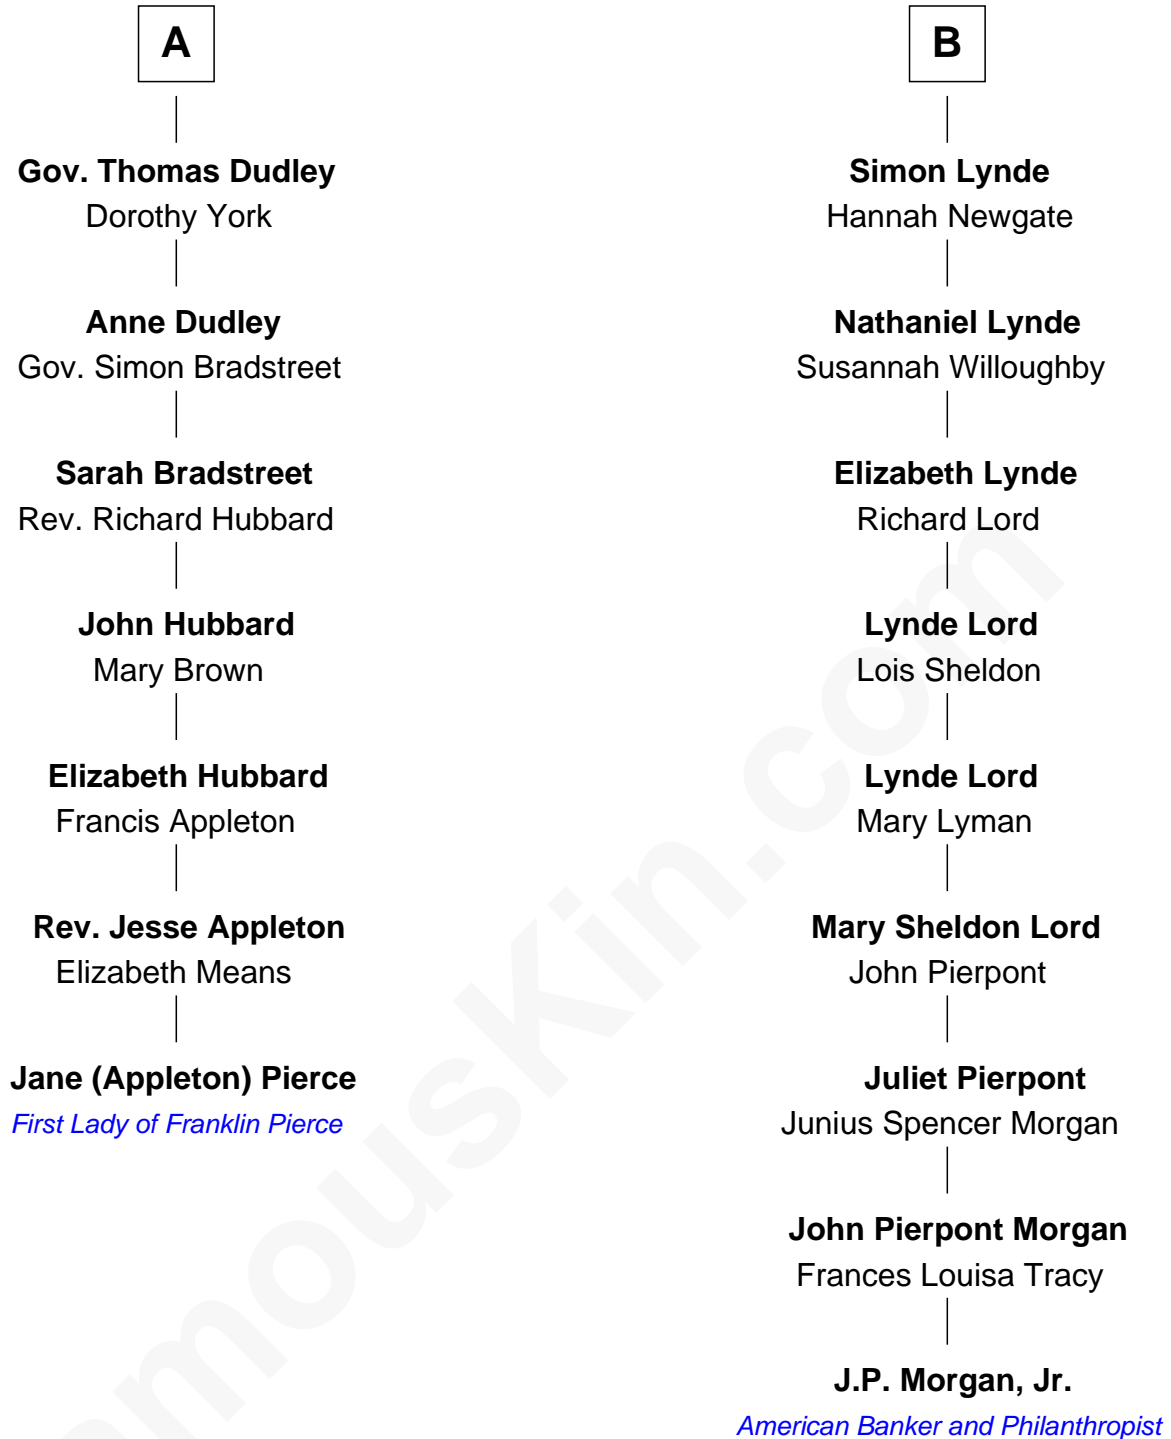 A
Gov. Thomas Dudley
Dorothy York
Anne Dudley
Gov. Simon Bradstreet
Sarah Bradstreet
Rev. Richard Hubbard
John Hubbard
Mary Brown
Elizabeth Hubbard
Francis Appleton
Rev. Jesse Appleton
Elizabeth Means
Jane (Appleton) Pierce
First Lady of Franklin Pierce
B
Simon Lynde
Hannah Newgate
Nathaniel Lynde
Susannah Willoughby
Elizabeth Lynde
Richard Lord
Lynde Lord
Lois Sheldon
Lynde Lord
Mary Lyman
Mary Sheldon Lord
John Pierpont
Juliet Pierpont
Junius Spencer Morgan
John Pierpont Morgan
Frances Louisa Tracy
J.P. Morgan, Jr.
American Banker and Philanthropist
amousKin.com